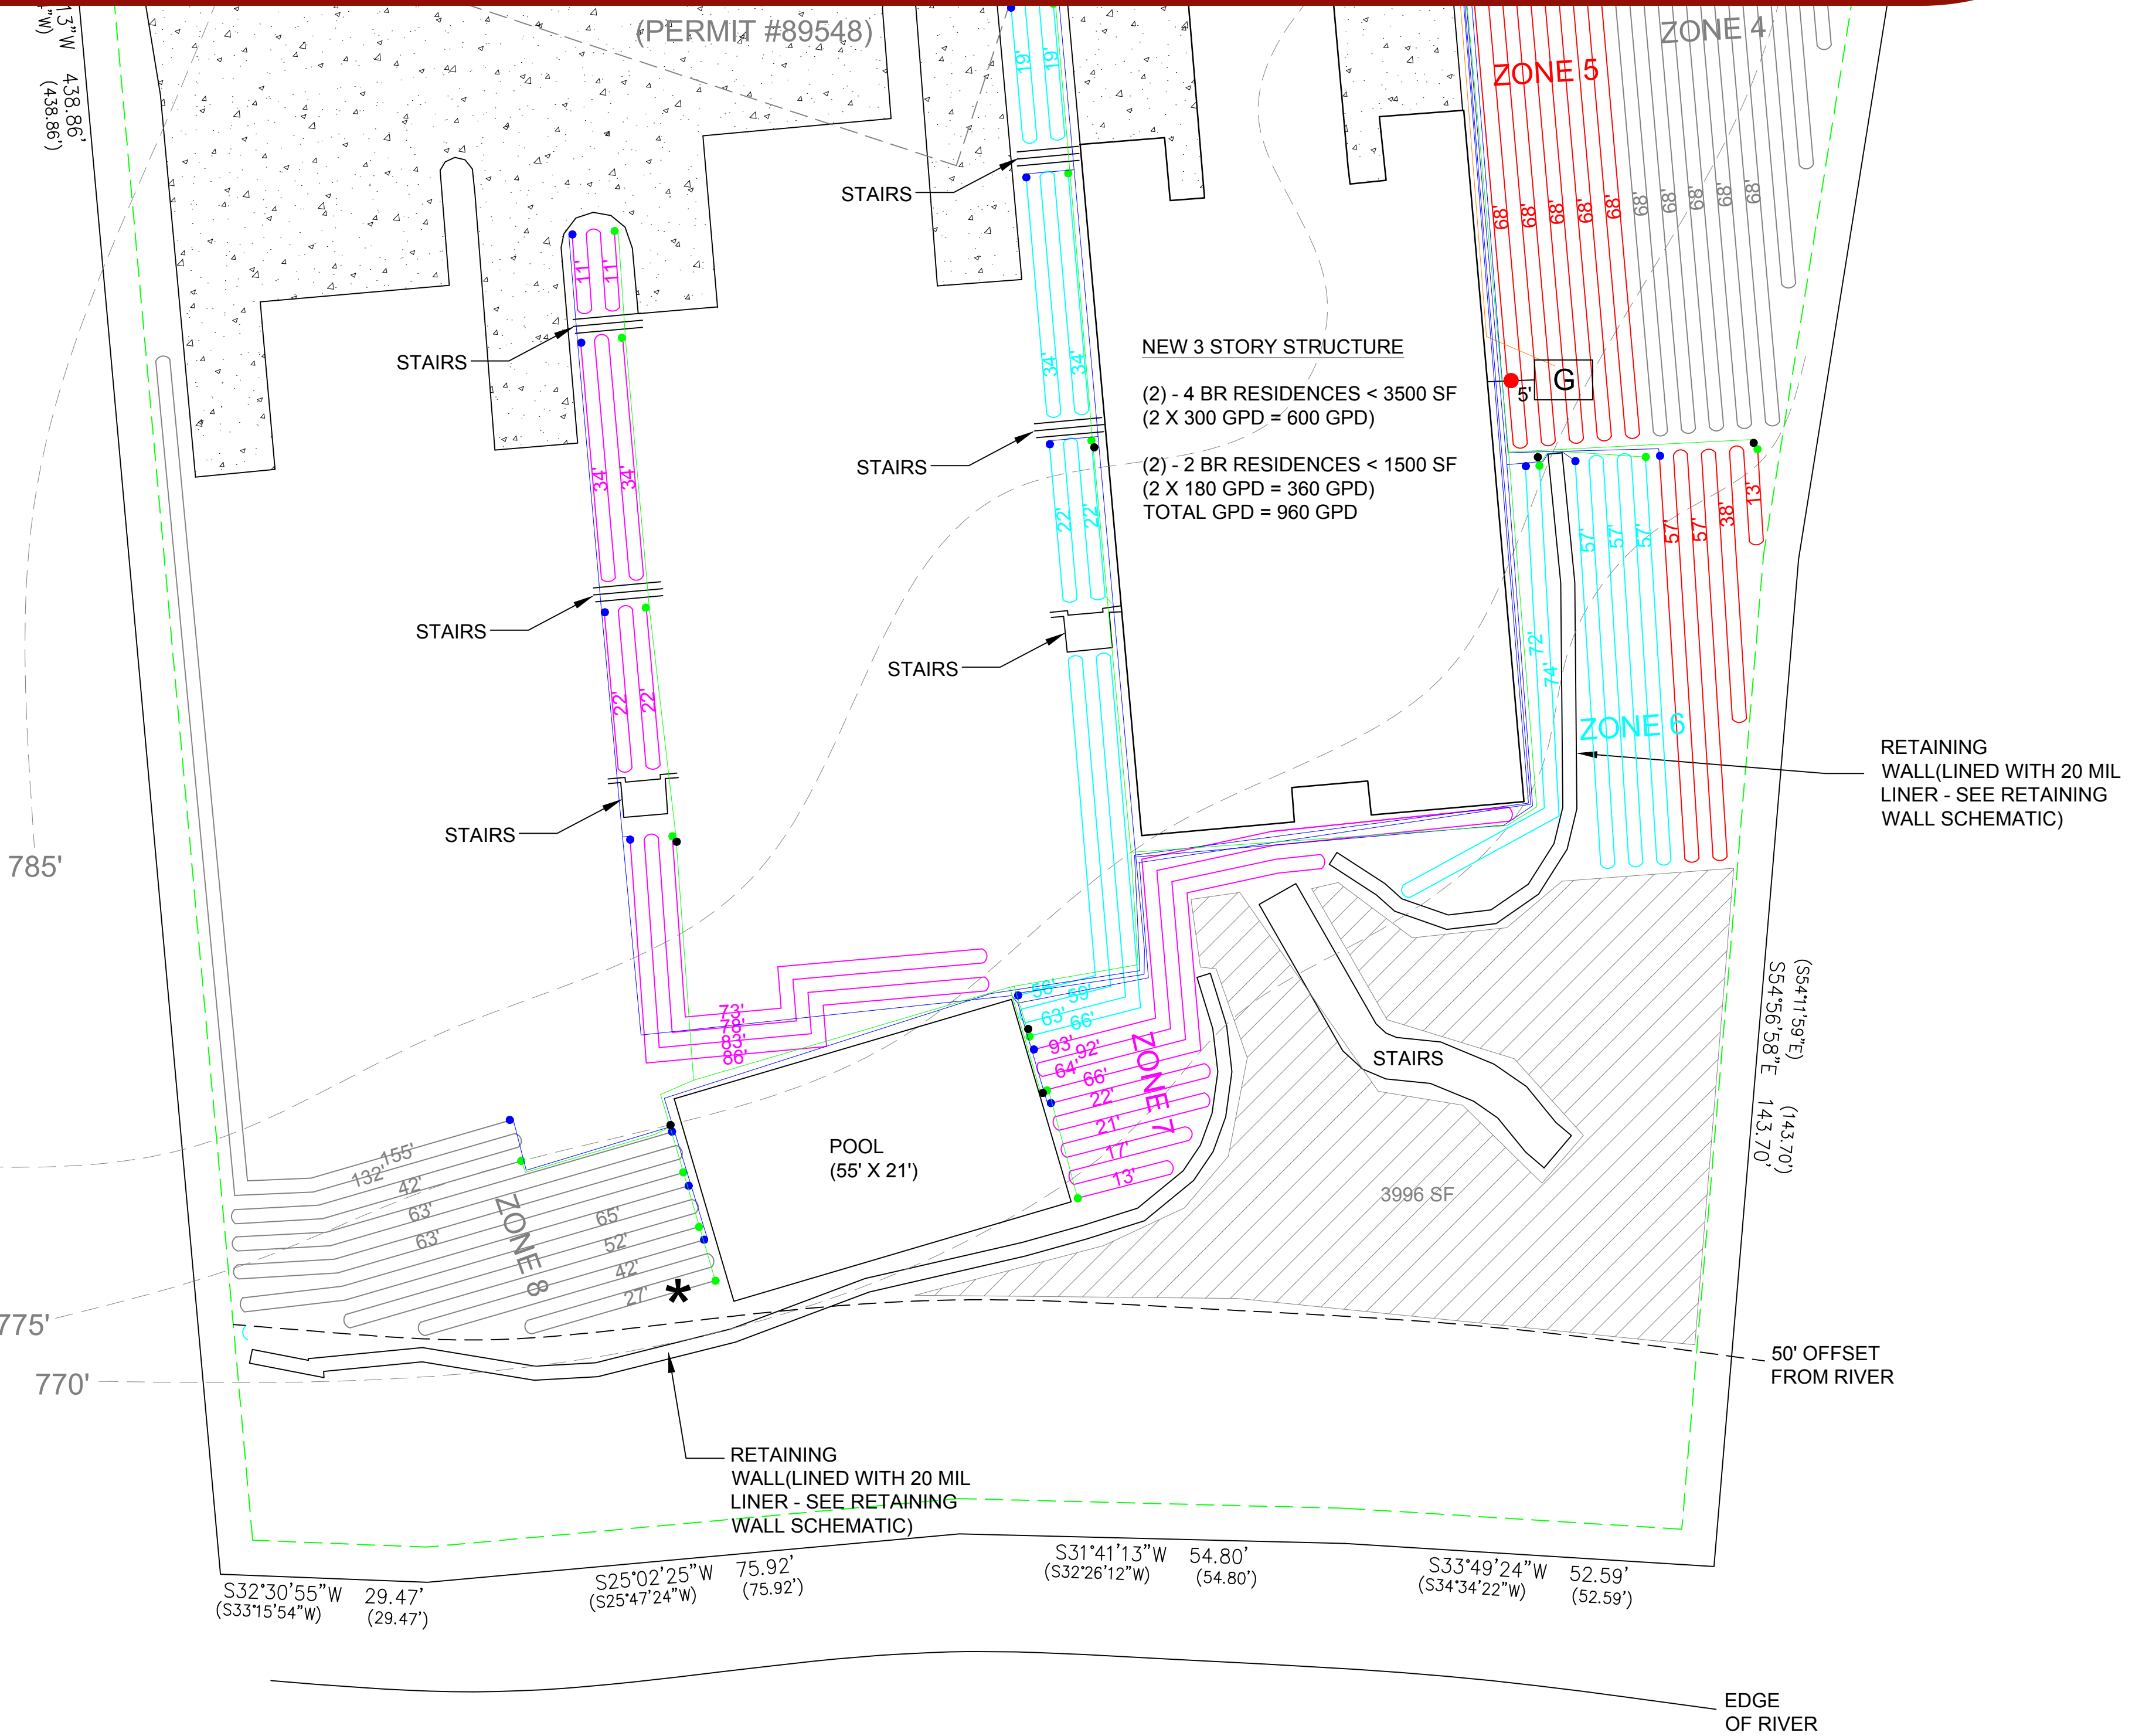 13"W 438.86'
"W) (438.86')
(PERMIT #89548)
ZONE 4
ZONE 5
19'
19'
STAIRS
68'
68'
68'
68'
68'
68'
68'
68'
68'
68'
11'
11'
STAIRS
34'
34'
NEW 3 STORY STRUCTURE
(2) - 4 BR RESIDENCES < 3500 SF
(2 X 300 GPD = 600 GPD)
(2) - 2 BR RESIDENCES < 1500 SF
(2 X 180 GPD = 360 GPD)
TOTAL GPD = 960 GPD
5'
G
STAIRS
34'
34'
22'
22'
57'
57'
57'
57'
57'
38'
13'
STAIRS
STAIRS
22'
22'
72'
74'
ZONE 6
RETAINING
WALL(LINED WITH 20 MIL
LINER - SEE RETAINING
WALL SCHEMATIC)
STAIRS
785'
73'
78'
83'
86'
56'
59'
63'
66'
93'
92'
64'
66'
22'
21'
17'
13'
ZONE 7
STAIRS
(S54°11'59"E) (143.70')
S54°56'58"E 143.70'
POOL
(55' X 21')
3996 SF
155'
132'
42'
63'
63'
65'
52'
42'
27'
ZONE 8
*
775'
770'
50' OFFSET
FROM RIVER
RETAINING
WALL(LINED WITH 20 MIL
LINER - SEE RETAINING
WALL SCHEMATIC)
S32°30'55"W 29.47'
(S33°15'54"W) (29.47')
S25°02'25"W 75.92'
(S25°47'24"W) (75.92')
S31°41'13"W 54.80'
(S32°26'12"W) (54.80')
S33°49'24"W 52.59'
(S34°34'22"W) (52.59')
EDGE
OF RIVER